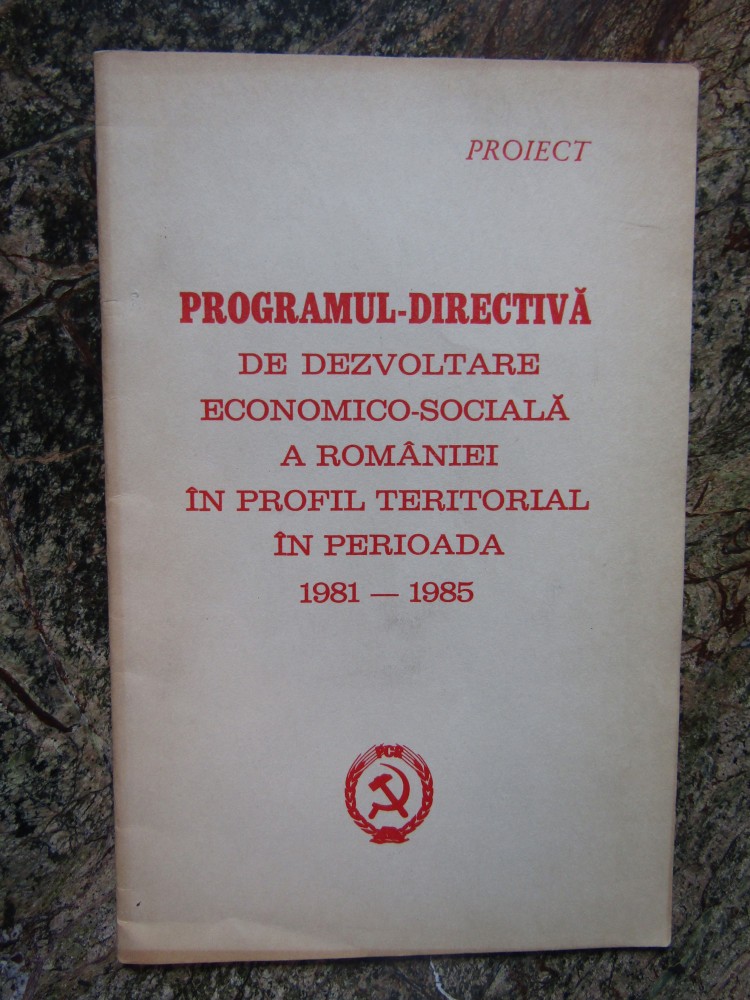 PROIECT
PROGRAMUL-DIRECTIVĂ
DE DEZVOLTARE
ECONOMICO-SOCIALĂ
A ROMÂNIEI
ÎN PROFIL TERITORIAL
ÎN PERIOADA
1981 — 1985
PCR